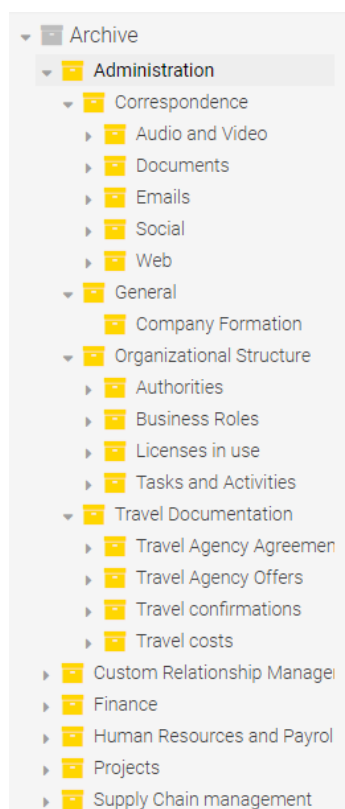 Archive
Administration
Correspondence
Audio and Video
Documents
Emails
Social
Web
General
Company Formation
Organizational Structure
Authorities
Business Roles
Licenses in use
Tasks and Activities
Travel Documentation
Travel Agency Agreemen
Travel Agency Offers
Travel confirmations
Travel costs
Custom Relationship Manage
Finance
Human Resources and Payrol
Projects
Supply Chain management